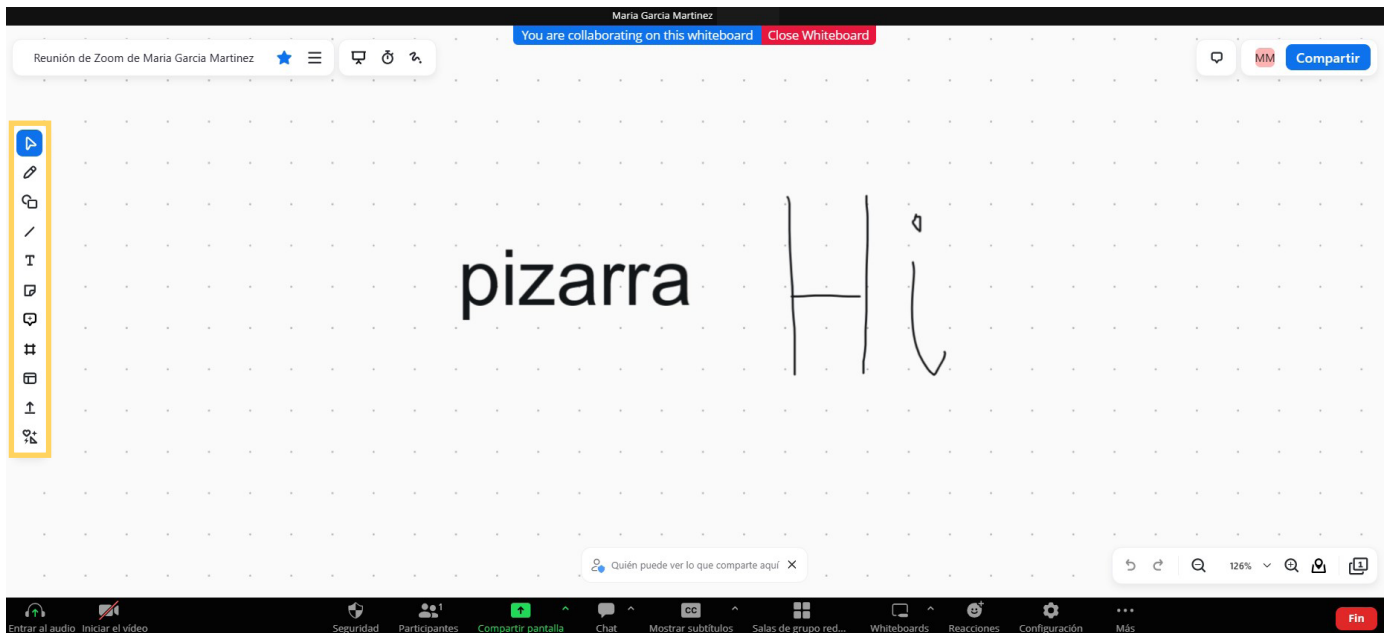 Maria Garcia Martinez
You are collaborating on this whiteboard Close Whiteboard
Reunión de Zoom de Maria Garcia Martinez
MM Compartir
T
pizarra Hi
Quién puede ver lo que comparte aquí
126% 1
1
Entrar al audio Iniciar el vídeo Seguridad Participantes Compartir pantalla Chat CC Mostrar subtítulos Salas de grupo red... Whiteboards Reacciones Configuración Más Fin